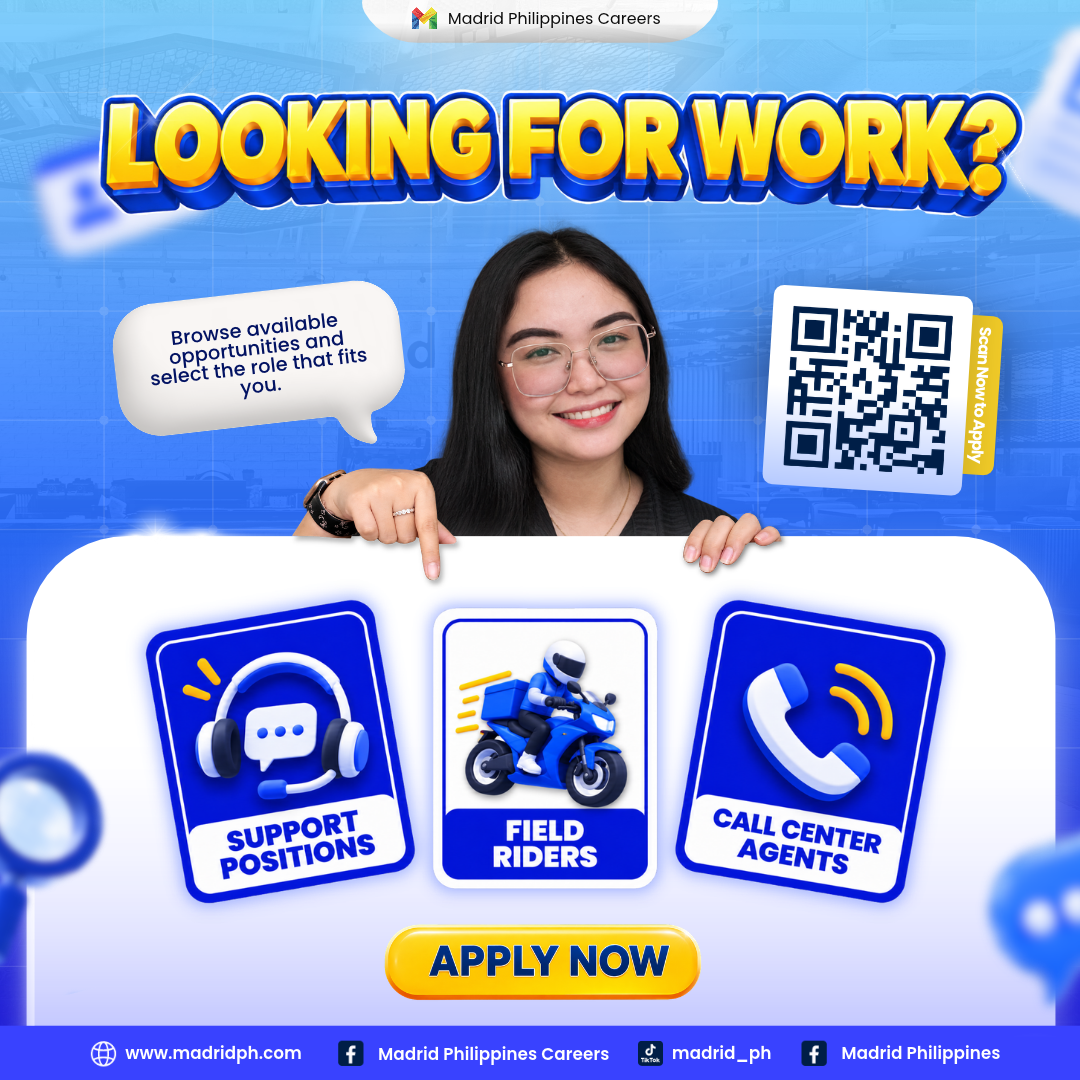 Madrid Philippines Careers
LOOKING FOR WORK?
Browse available
opportunities and
select the role that fits
you.
Scan Now to Apply
SUPPORT
POSITIONS
FIELD
RIDERS
CALL CENTER
AGENTS
APPLY NOW
www.madridph.com
Madrid Philippines Careers
TikTok
madrid_ph
Madrid Philippines